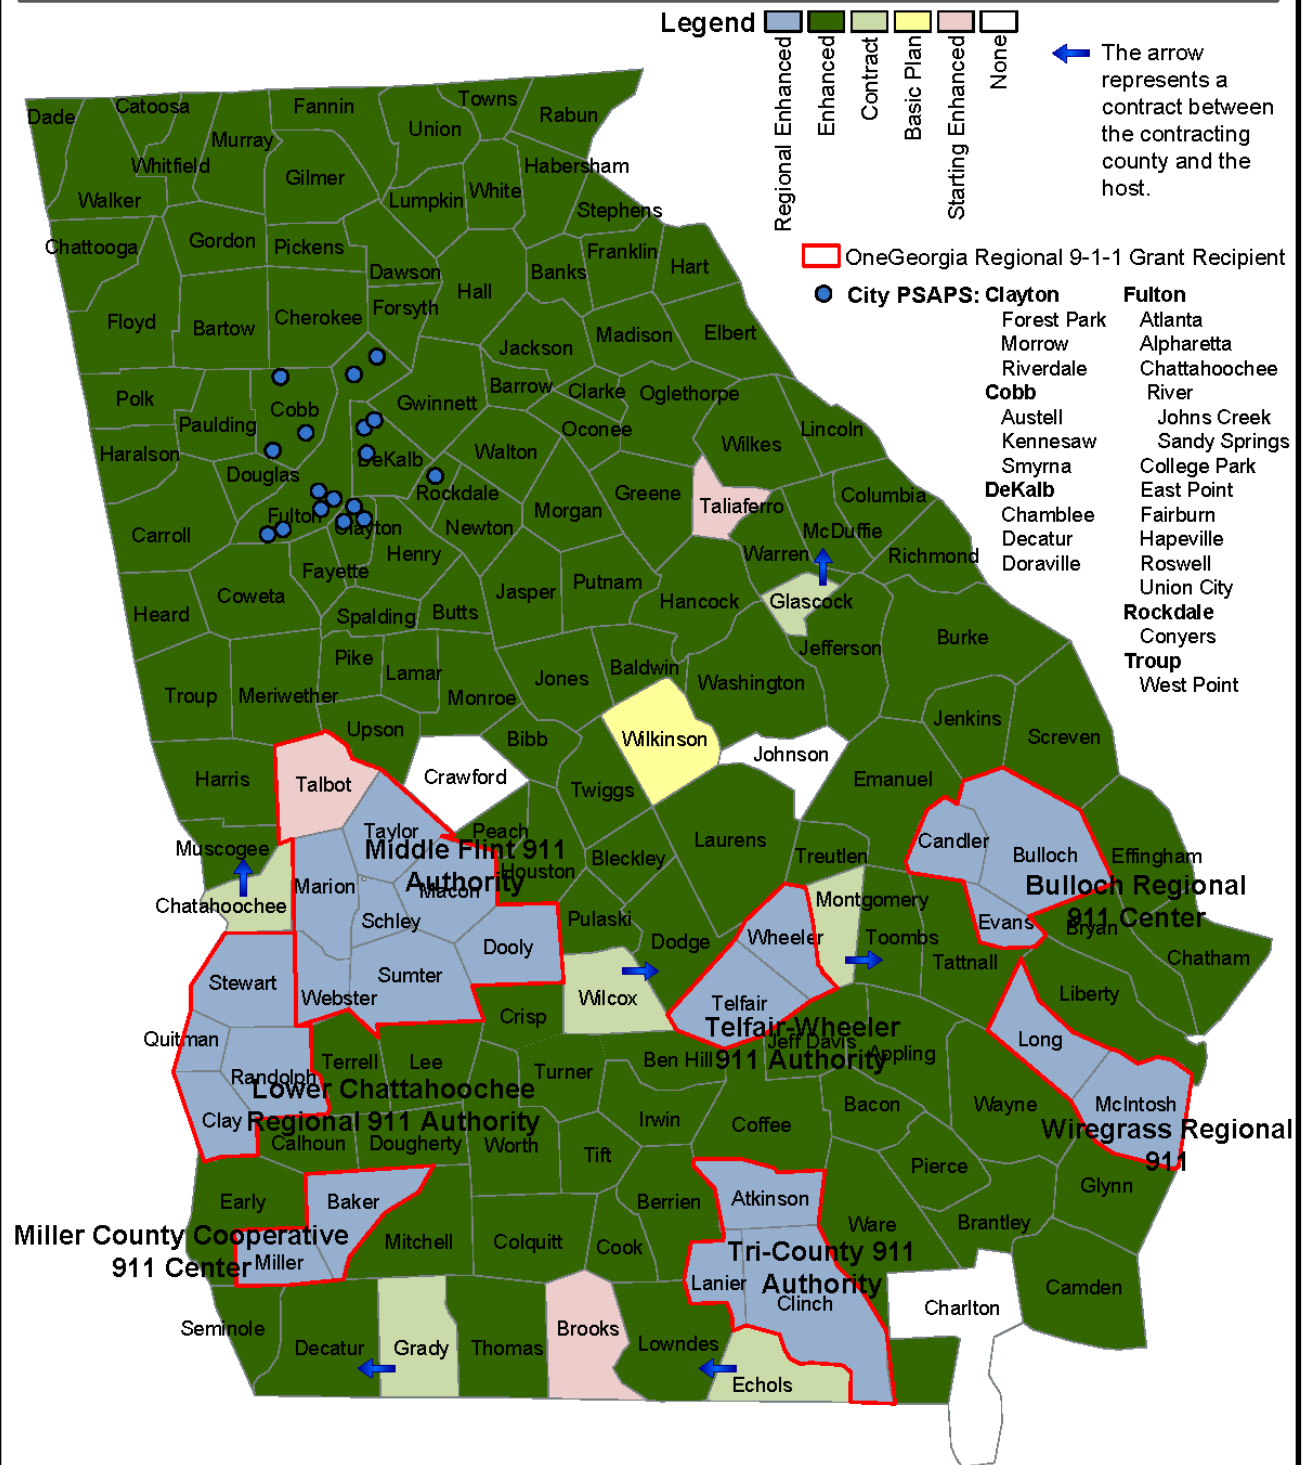 Legend
Regional Enhanced
Enhanced
Contract
Basic Plan
Starting Enhanced
None
The arrow
represents a
contract between
the contracting
county and the
host.
OneGeorgia Regional 9-1-1 Grant Recipient
City PSAPS:
Clayton
Forest Park
Morrow
Riverdale
Cobb
Austell
Kennesaw
Smyrna
DeKalb
Chamblee
Decatur
Doraville
Fulton
Atlanta
Alpharetta
Chattahoochee
River
Johns Creek
Sandy Springs
College Park
East Point
Fairburn
Hapeville
Roswell
Union City
Rockdale
Conyers
Troup
West Point
Dade
Catoosa
Fannin
Towns
Rabun
Union
Murray
Whitfield
Habersham
Gilmer
White
Walker
Lumpkin
Stephens
Chattooga
Gordon
Pickens
Franklin
Hart
Dawson
Banks
Hall
Forsyth
Floyd
Bartow
Cherokee
Madison
Elbert
Jackson
Polk
Cobb
Barrow
Clarke
Oglethorpe
Gwinnett
Paulding
Oconee
Lincoln
Haralson
Walton
Wilkes
DeKalb
Douglas
Rockdale
Greene
Taliaferro
Columbia
Fulton
Morgan
Carroll
Clayton
Newton
McDuffie
Henry
Warren
Richmond
Fayette
Coweta
Jasper
Putnam
Hancock
Glascock
Heard
Spalding
Butts
Jefferson
Burke
Pike
Lamar
Baldwin
Jones
Washington
Troup
Meriwether
Monroe
Jenkins
Upson
Bibb
Wilkinson
Johnson
Screven
Harris
Talbot
Crawford
Twiggs
Emanuel
Taylor
Peach
Laurens
Candler
Muscogee
Middle Flint 911
Authority
Houston
Bleckley
Treutlen
Bulloch
Effingham
Marion
Macon
Bulloch Regional
911 Center
Chatahoochee
Schley
Pulaski
Montgomery
Evans
Bryan
Dooly
Dodge
Wheeler
Toombs
Tattnall
Chatham
Stewart
Webster
Sumter
Wilcox
Telfair
Liberty
Crisp
Telfair-Wheeler
911 Authority
Quitman
Long
Jeff Davis
Appling
Terrell
Lee
Ben Hill
Turner
Randolph
Lower Chattahoochee
Regional 911 Authority
Clay
Bacon
Wayne
McIntosh
Irwin
Coffee
Wiregrass Regional
911
Calhoun
Dougherty
Worth
Tift
Pierce
Glynn
Early
Baker
Berrien
Atkinson
Ware
Brantley
Miller County Cooperative
911 Center
Miller
Mitchell
Colquitt
Cook
Tri-County 911
Authority
Lanier
Clinch
Charlton
Camden
Seminole
Decatur
Grady
Thomas
Brooks
Lowndes
Echols